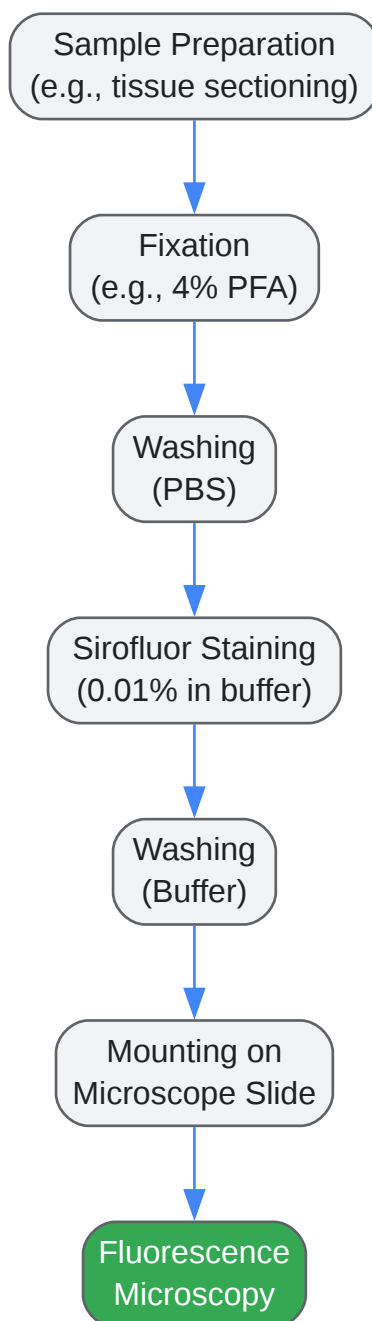 Sample Preparation
(e.g., tissue sectioning)
Fixation
(e.g., 4% PFA)
Washing
(PBS)
Sirofluor Staining
(0.01% in buffer)
Washing
(Buffer)
Mounting on
Microscope Slide
Fluorescence
Microscopy